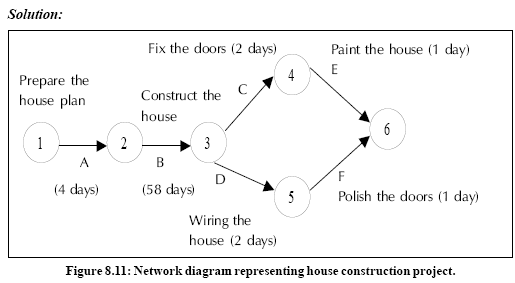 Solution:
Fix the doors (2 days)
Paint the house (1 day)
Prepare the
house plan
Construct the
house
C
4
E
1
2
3
6
A
B
D
5
F
(4 days)
(58 days)
Wiring the
house (2 days)
Polish the doors (1 day)
Figure 8.11: Network diagram representing house construction project.